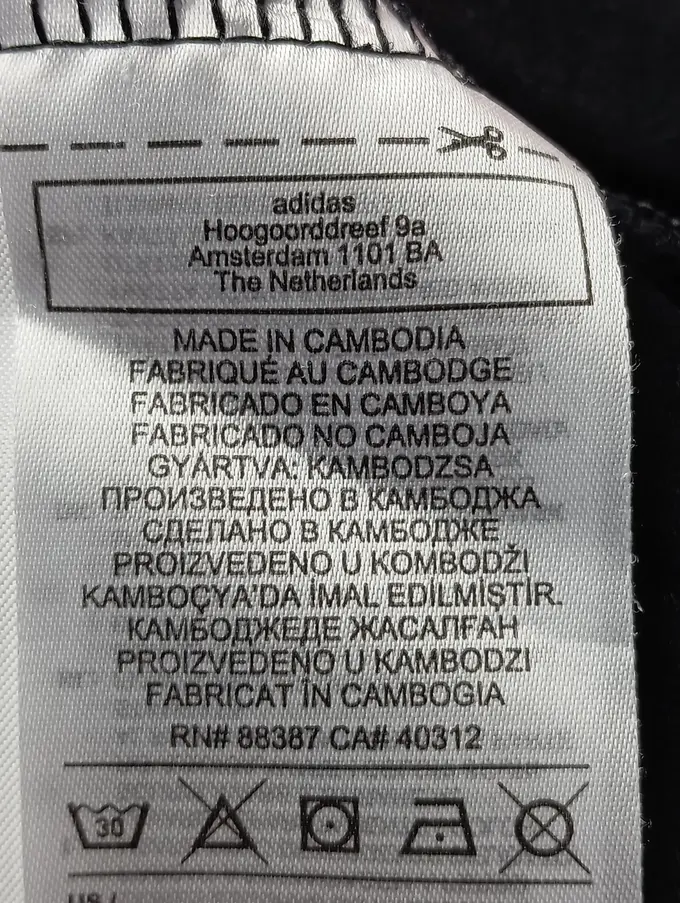 adidas
Hoogoorddreef 9a
Amsterdam 1101 BA
The Netherlands
MADE IN CAMBODIA
FABRIQUÉ AU CAMBODGE
FABRICADO EN CAMBOYA
FABRICADO NO CAMBOJA
GYÁRTVA: KAMBODZSA
ПРОИЗВЕДЕНО В КАМБОДЖА
СДЕЛАНО В КАМБОДЖЕ
PROIZVEDENO U KOMBODŽI
KAMBOÇYA'DA İMAL EDİLMİŞTİR.
КАМБОДЖЕДЕ ЖАСАЛҒАН
PROIZVEDENO U KAMBODZI
FABRICAT ÎN CAMBOGIA
RN# 88387 CA# 40312
30
US /